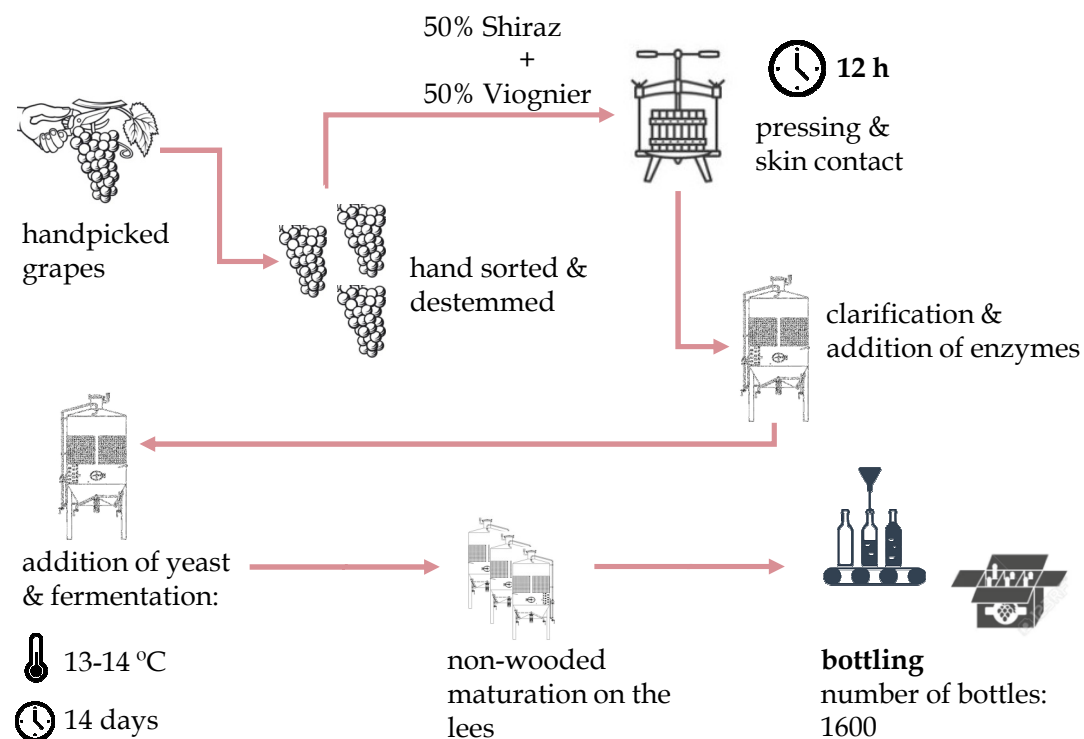 50% Shiraz
+
50% Viognier
12 h
pressing &
skin contact
handpicked
grapes
hand sorted &
destemmed
clarification &
addition of enzymes
addition of yeast
& fermentation:
13-14 ºC
14 days
non-wooded
maturation on the
lees
bottling
number of bottles:
1600